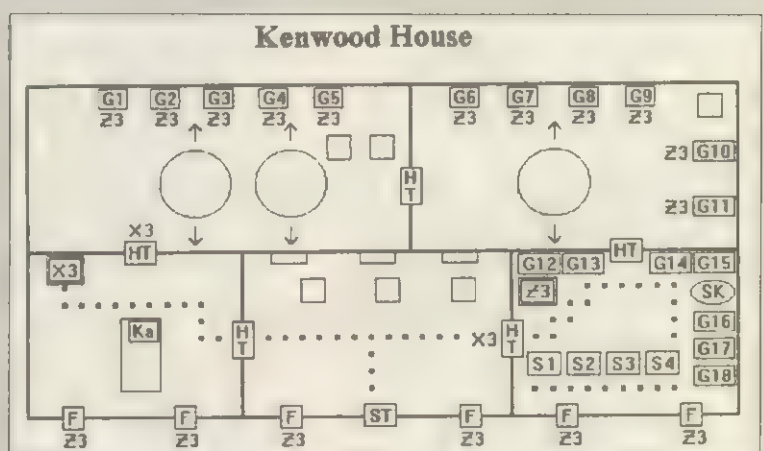 Kenwood House
G1 G2 G3 G4 G5 G6 G7 G8 G9
Z3 Z3 Z3 Z3 Z3 Z3 Z3 Z3 Z3
Z3 G10
HT
Z3 G11
X3
HT HT
X3 G12 G13 G14 G15
Z3 SK
Ka HT X3 HT G16
G17
S1 S2 S3 S4
G18
F F F ST F F F
Z3 Z3 Z3 Z3 Z3 Z3